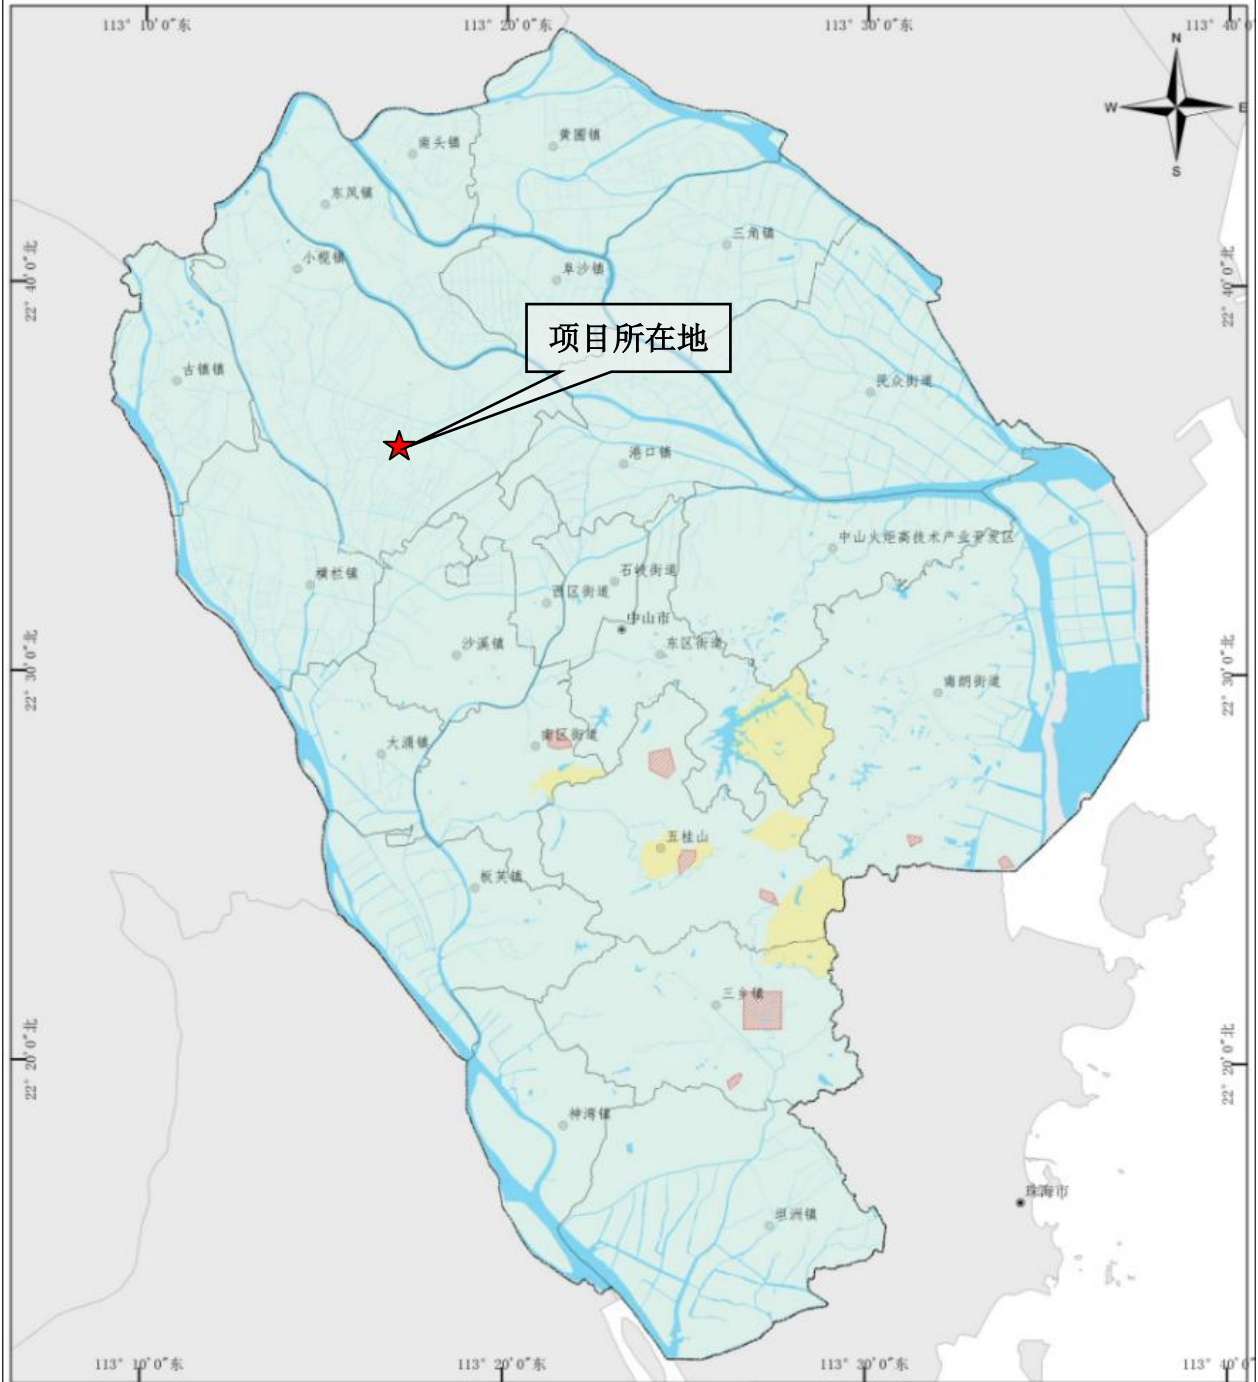 113° 10′0″东
113° 20′0″东
113° 30′0″东
113° 40′0
N
W
E
S
黄圃镇
南头镇
东凤镇
三角镇
小榄镇
阜沙镇
22° 40′0″北
22° 40′0″北
项目所在地
古镇镇
民众街道
港口镇
中山火炬高技术产业开发区
横栏镇
石岐街道
西区街道
中山市
沙溪镇
东区街道
22° 30′0″北
22° 30′0″北
南朗街道
大涌镇
南区街道
五桂山
板芙镇
三乡镇
22° 20′0″北
22° 20′0″北
神湾镇
珠海市
坦洲镇
113° 10′0″东
113° 20′0″东
113° 30′0″东
113° 40′0